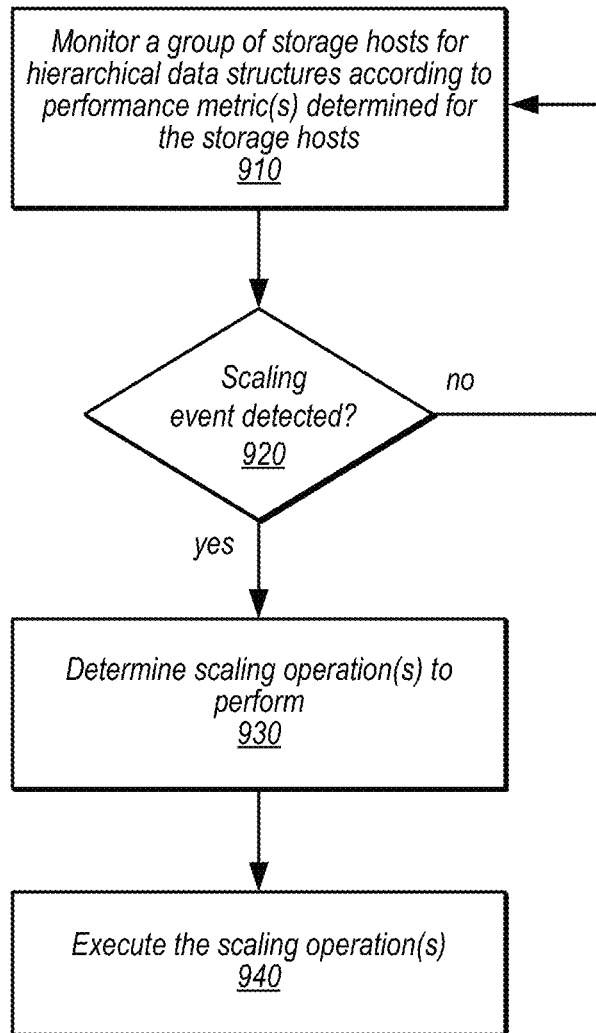 Monitor a group of storage hosts for
hierarchical data structures according to
performance metric(s) determined for
the storage hosts
910
Scaling
event detected?
920
no
yes
Determine scaling operation(s) to
perform
930
Execute the scaling operation(s)
940